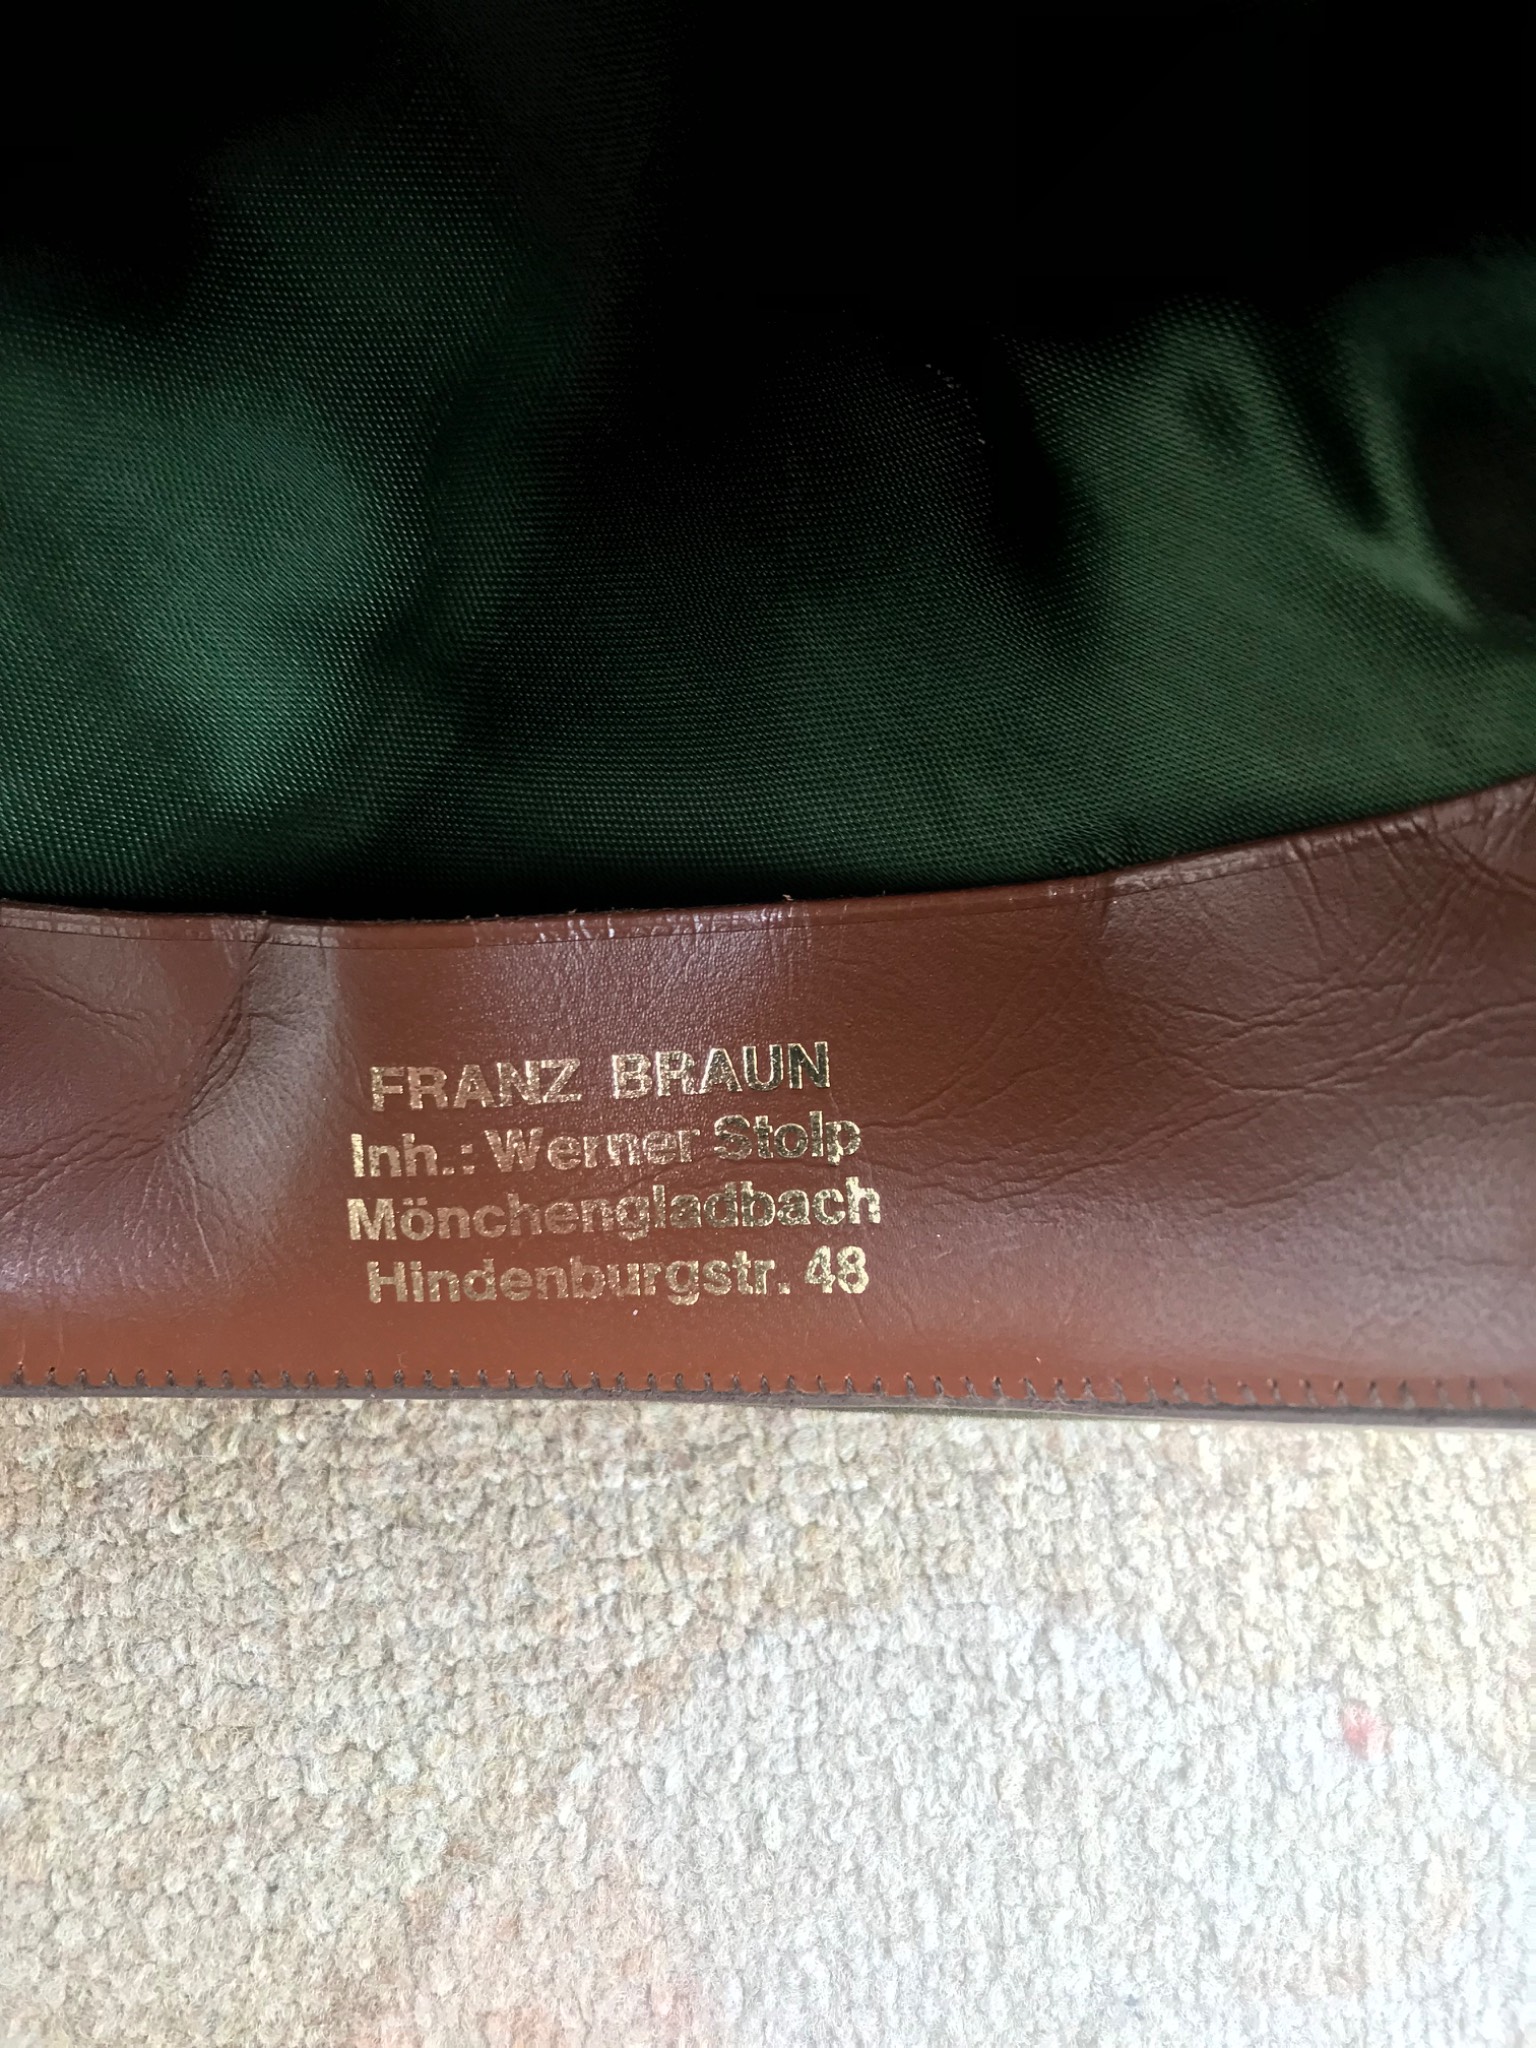 FRANZ BRAUN
Inh.: Werner Stolp
Mönchengladbach
Hindenburgstr. 48